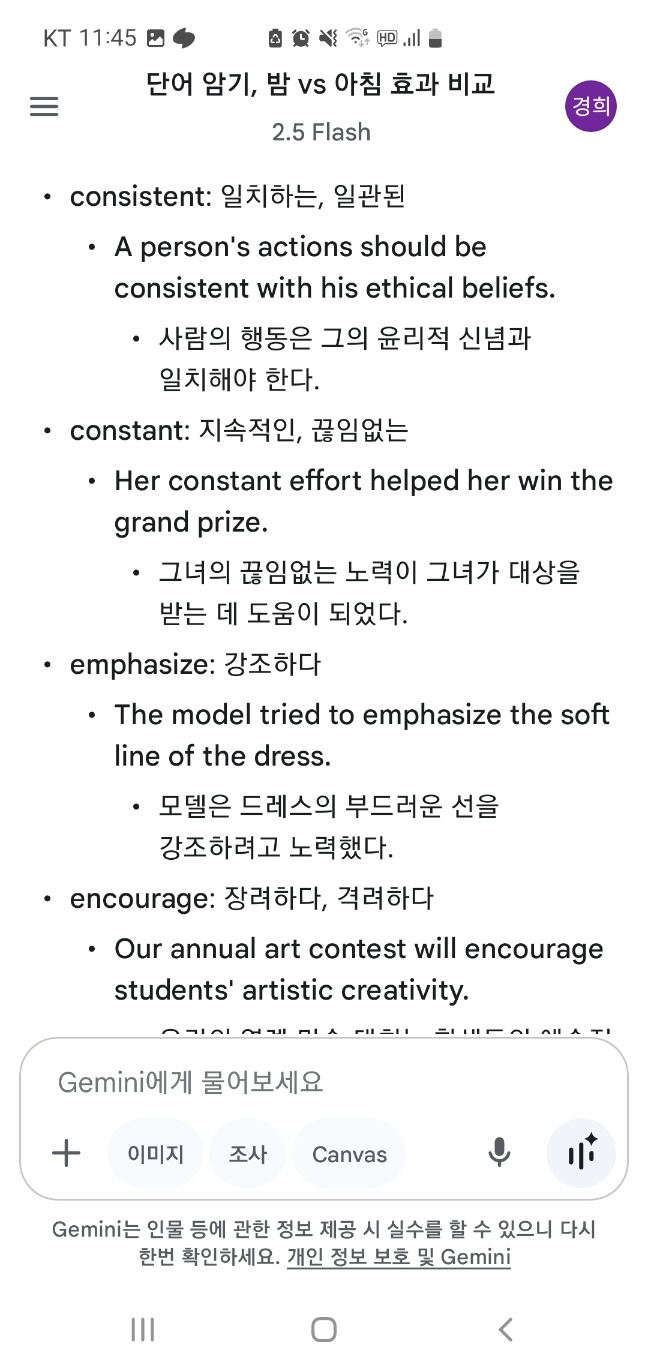 KT 11:45
HD
단어 암기, 밤 vs 아침 효과 비교
경희
2.5 Flash
• consistent: 일치하는, 일관된
• A person's actions should be
consistent with his ethical beliefs.
• 사람의 행동은 그의 윤리적 신념과
일치해야 한다.
• constant: 지속적인, 끊임없는
• Her constant effort helped her win the
grand prize.
• 그녀의 끊임없는 노력이 그녀가 대상을
받는 데 도움이 되었다.
• emphasize: 강조하다
• The model tried to emphasize the soft
line of the dress.
• 모델은 드레스의 부드러운 선을
강조하려고 노력했다.
• encourage: 장려하다, 격려하다
• Our annual art contest will encourage
students' artistic creativity.
Gemini에게 물어보세요
이미지 조사 Canvas
Gemini는 인물 등에 관한 정보 제공 시 실수를 할 수 있으니 다시
한번 확인하세요. 개인 정보 보호 및 Gemini